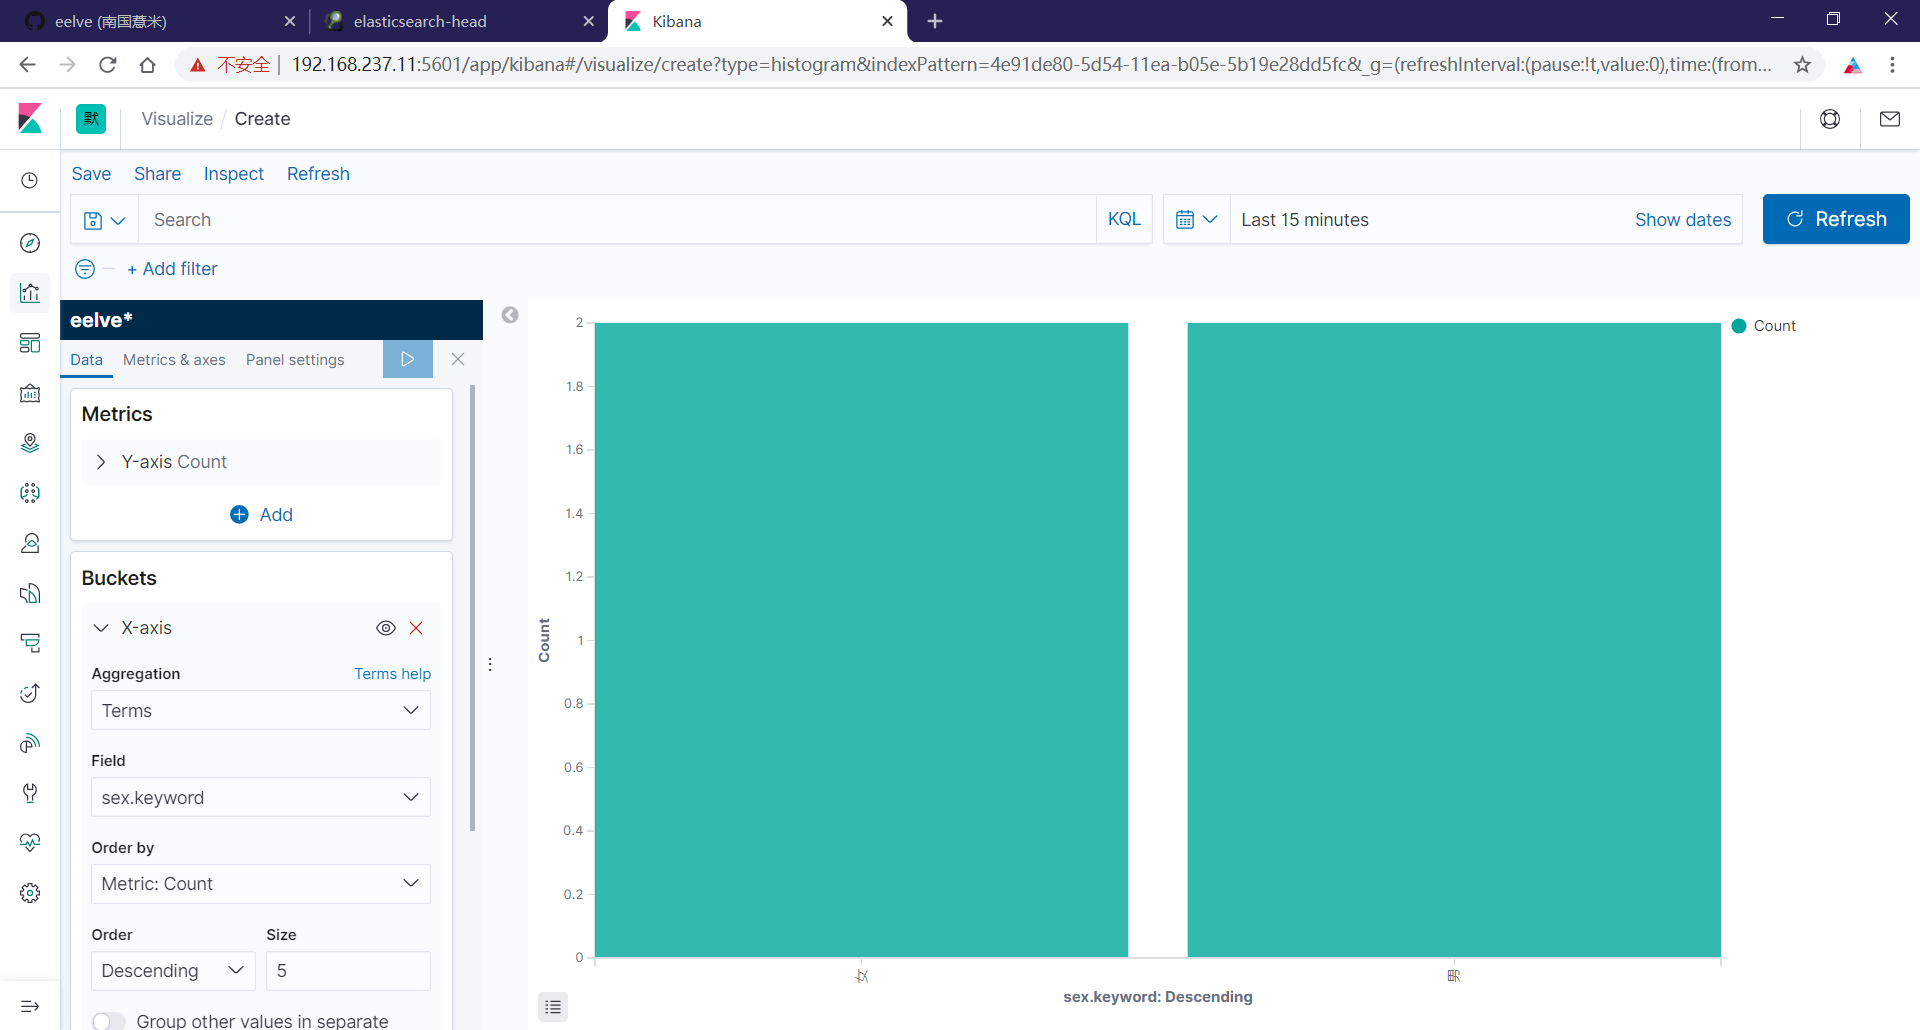 eelve (南国薏米)
elasticsearch-head
Kibana
不安全 | 192.168.237.11:5601/app/kibana#/visualize/create?type=histogram&indexPattern=4e91de80-5d54-11ea-b05e-5b19e28dd5fc&_g=(refreshInterval:(pause:!t,value:0),time:(from...
默
Visualize / Create
Save Share Inspect Refresh
Search
KQL
Last 15 minutes
Show dates
Refresh
+ Add filter
eelve*
Data Metrics & axes Panel settings
Metrics
Y-axis Count
Add
Buckets
X-axis
Aggregation
Terms help
Terms
Field
sex.keyword
Order by
Metric: Count
Order Size
Descending 5
Group other values in separate
Count
2
1.8
1.6
1.4
1.2
1
0.8
0.6
0.4
0.2
0
Count
女
男
sex.keyword: Descending